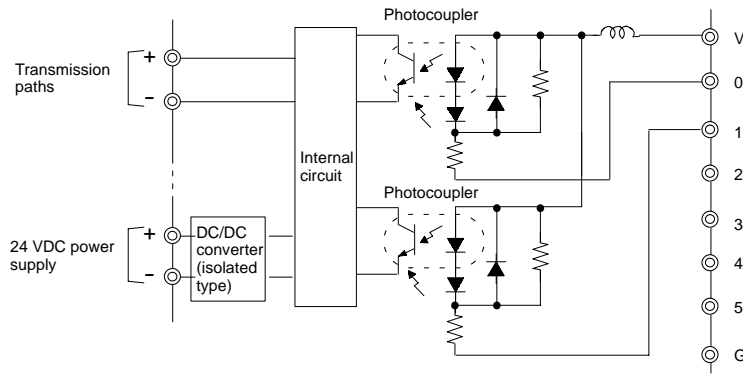 Photocoupler
V
+
Transmission
paths
0
−
1
Internal
circuit
2
Photocoupler
3
+
DC/DC
converter
(isolated
type)
24 VDC power
supply
4
−
5
G